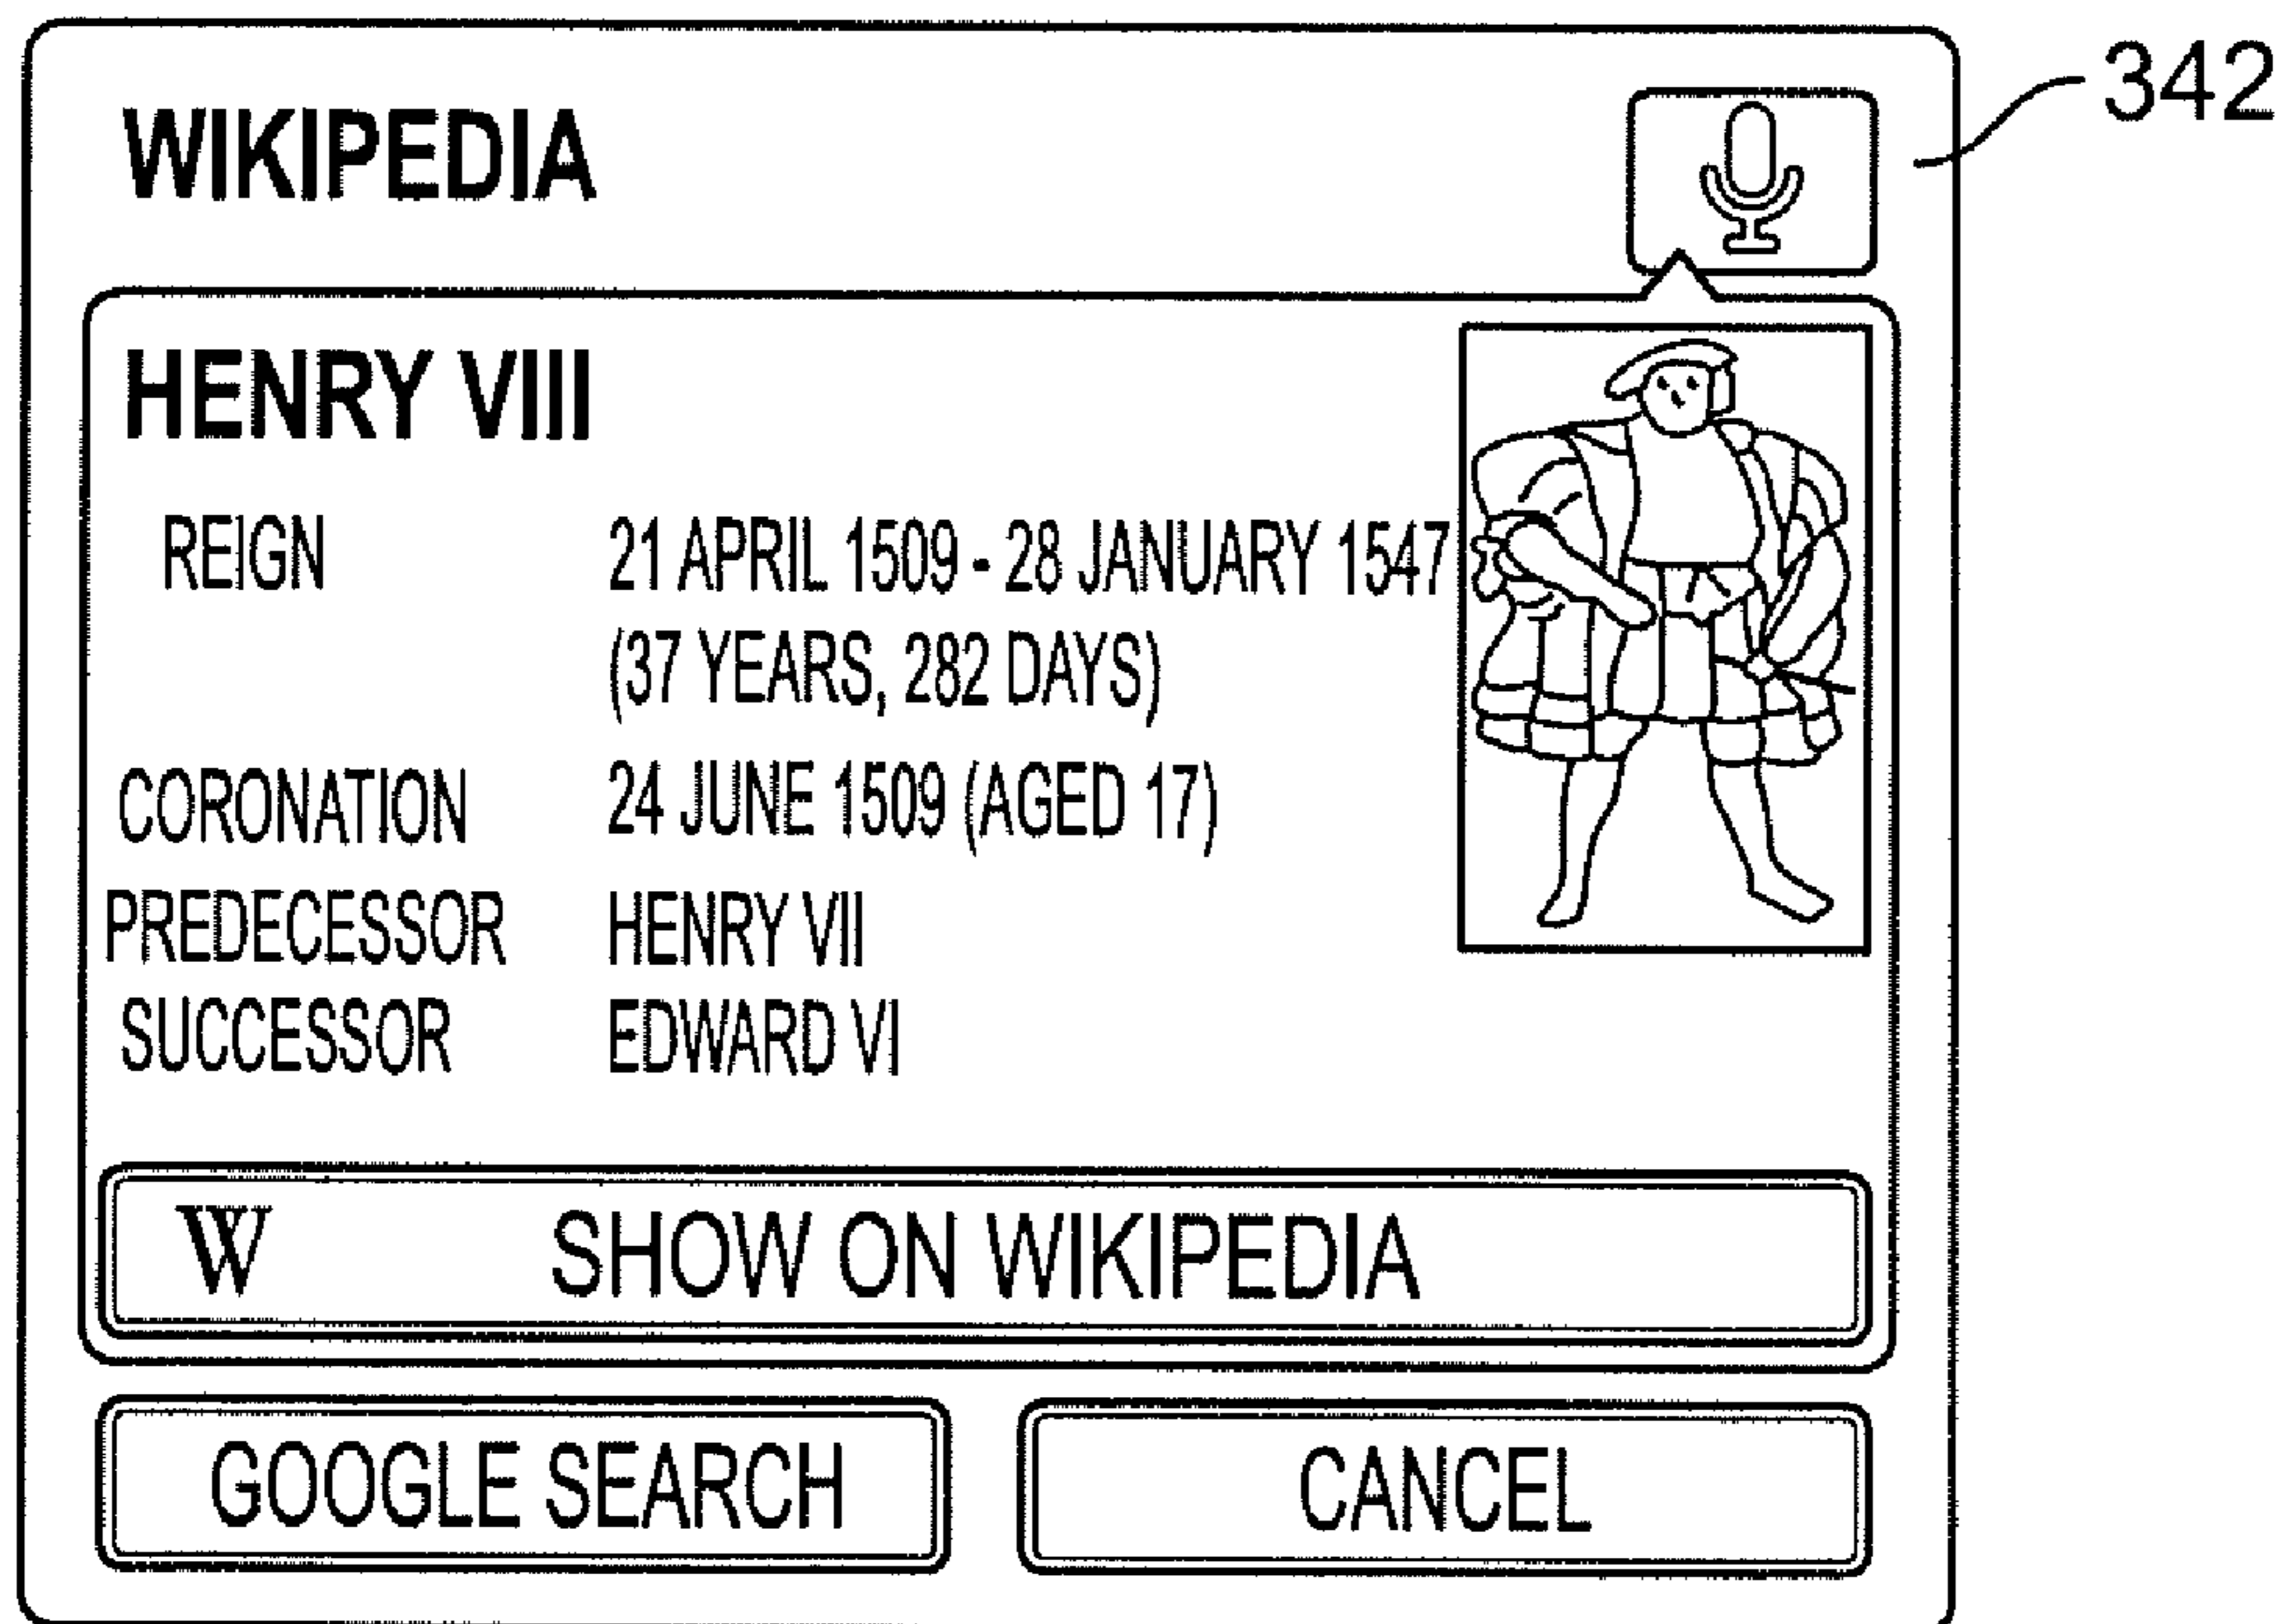 342
WIKIPEDIA
HENRY VIII
REIGN 21 APRIL 1509 - 28 JANUARY 1547
(37 YEARS, 282 DAYS)
CORONATION 24 JUNE 1509 (AGED 17)
PREDECESSOR HENRY VII
SUCCESSOR EDWARD VI
W SHOW ON WIKIPEDIA
GOOGLE SEARCH CANCEL